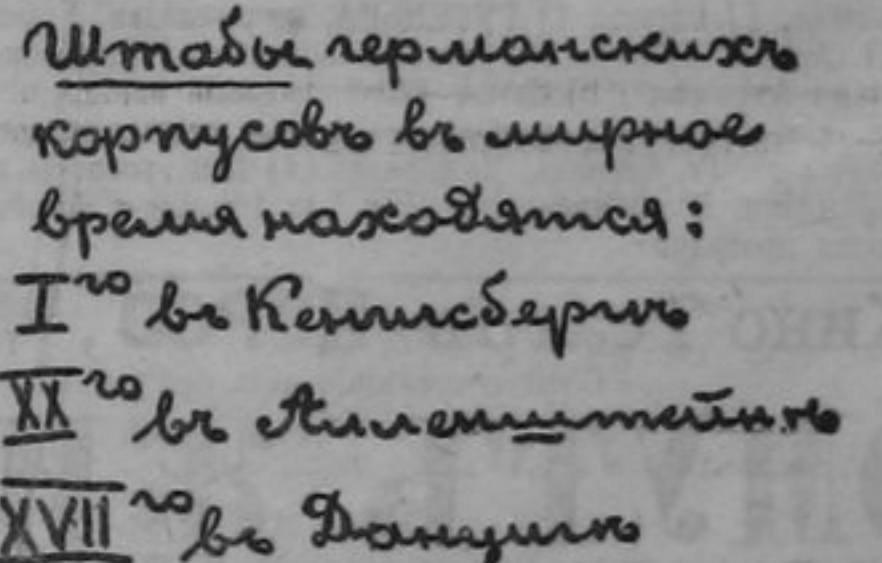 Штабы германскихъ
корпусовъ въ мирное
время находятся:
I го въ Кенигсбергѣ
XX го въ Алленштейнѣ
XVII го въ Данцигѣ